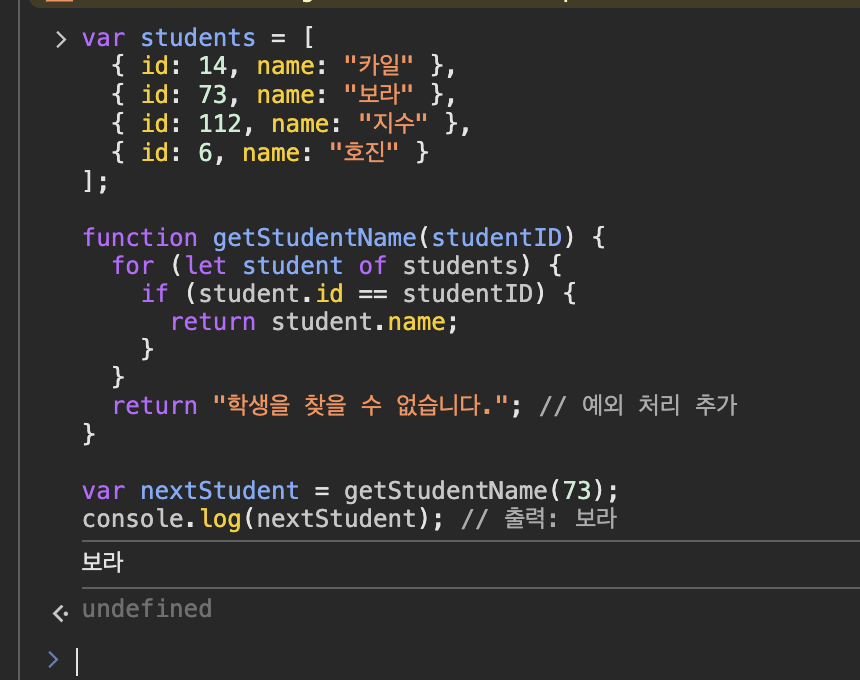 var students = [
  { id: 14, name: "카일" },
  { id: 73, name: "보라" },
  { id: 112, name: "지수" },
  { id: 6, name: "호진" }
];

function getStudentName(studentID) {
  for (let student of students) {
    if (student.id == studentID) {
      return student.name;
    }
  }
  return "학생을 찾을 수 없습니다."; // 예외 처리 추가
}

var nextStudent = getStudentName(73);
console.log(nextStudent); // 출력: 보라
보라
undefined